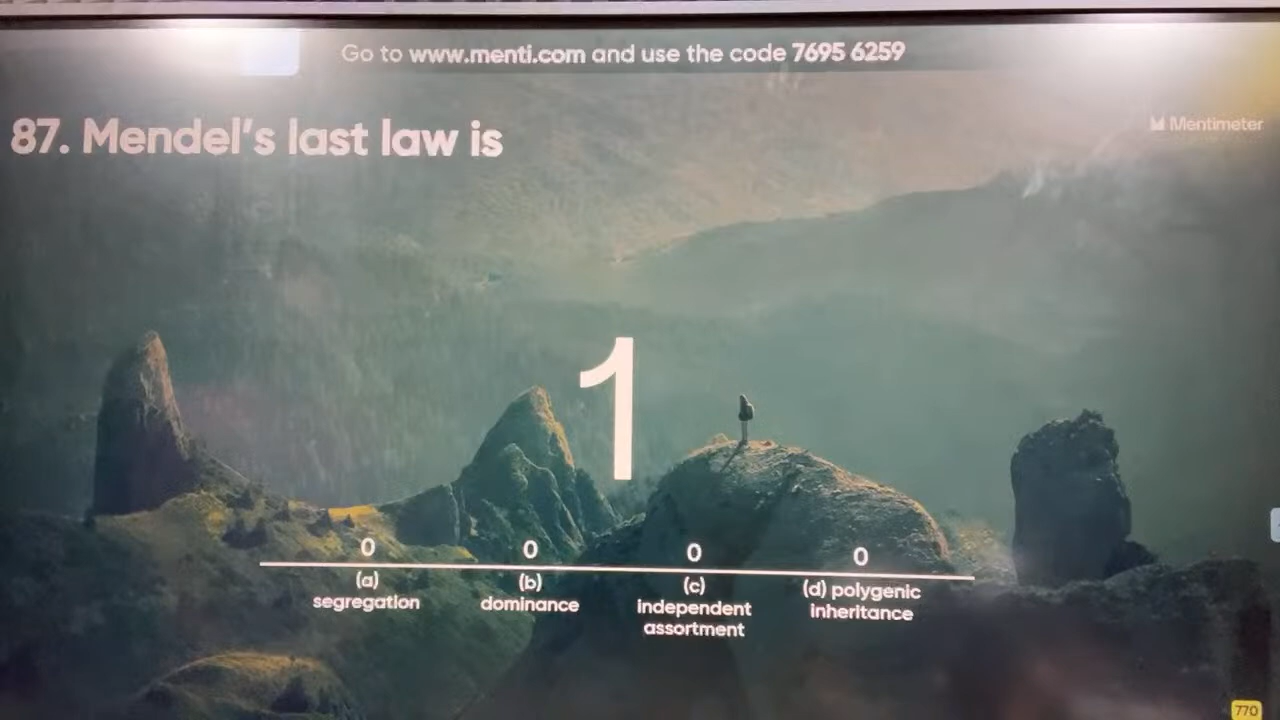 Go to www.menti.com and use the code 7695 6259
87. Mendel's last law is
Mentimeter
1
0
0
0
0
(a)
segregation
(b)
dominance
(c)
independent
assortment
(d) polygenic
inheritance
770